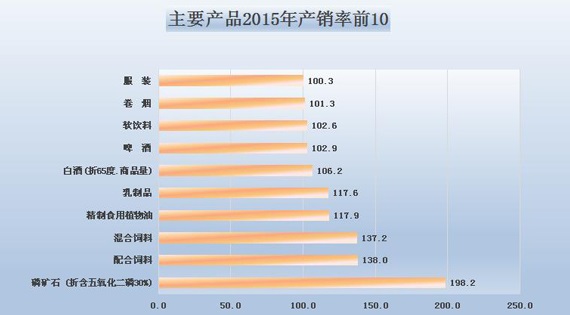 主要产品2015年产销率前10
服 装 100.3
卷 烟 101.3
软饮料 102.6
啤 酒 102.9
白酒(折65度.商品量) 106.2
乳制品 117.6
精制食用植物油 117.9
混合饲料 137.2
配合饲料 138.0
磷矿石 (折含五氧化二磷30%) 198.2
0.0 50.0 100.0 150.0 200.0 250.0